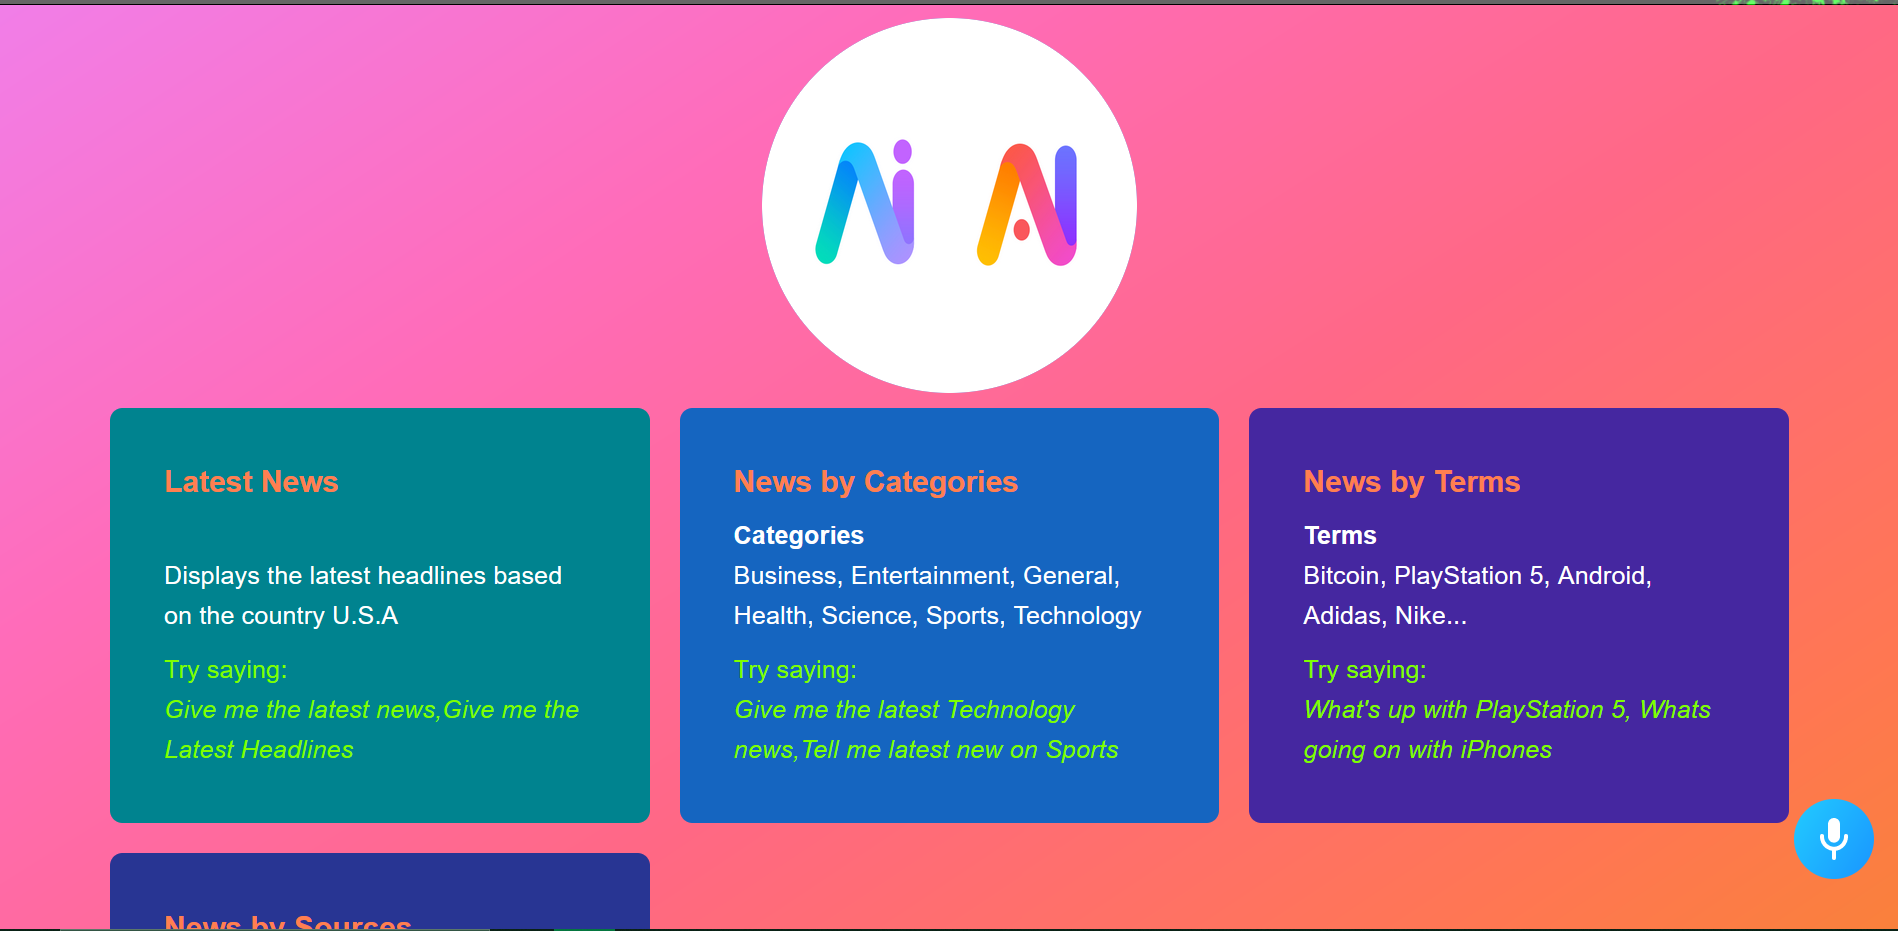 Ai AI
Latest News
Displays the latest headlines based
on the country U.S.A
Try saying:
Give me the latest news,Give me the
Latest Headlines
News by Categories
Categories
Business, Entertainment, General,
Health, Science, Sports, Technology
Try saying:
Give me the latest Technology
news,Tell me latest new on Sports
News by Terms
Terms
Bitcoin, PlayStation 5, Android,
Adidas, Nike...
Try saying:
What's up with PlayStation 5, Whats
going on with iPhones
News by Sources